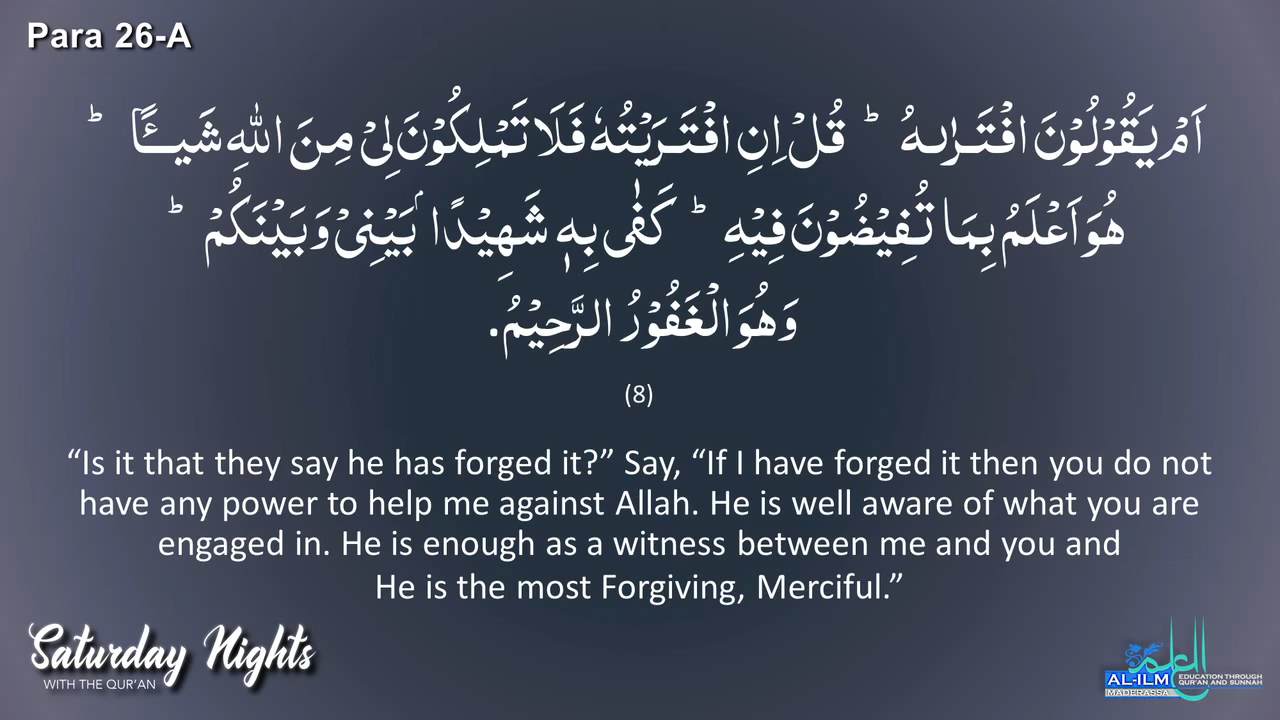 Para 26-A
اَمْ يَقُوْلُوْنَ افْتَرٰىهُ ؕ قُلْ اِنِ افْتَرَيْتُهٗ فَلَا تَمْلِكُوْنَ لِيْ مِنَ اللّٰهِ شَيْـًٔا ؕ
هُوَ اَعْلَمُ بِمَا تُفِيْضُوْنَ فِيْهِ ؕ كَفٰى بِهٖ شَهِيْدًۢا بَيْنِيْ وَبَيْنَكُمْ ؕ
وَهُوَ الْغَفُوْرُ الرَّحِيْمُ.
(8)
“Is it that they say he has forged it?” Say, “If I have forged it then you do not
have any power to help me against Allah. He is well aware of what you are
engaged in. He is enough as a witness between me and you and
He is the most Forgiving, Merciful.”
Saturday Nights
WITH THE QUR'AN
العلم
AL-ILM
MADERASSA
EDUCATION THROUGH
QUR'AN AND SUNNAH